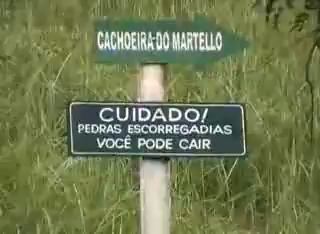 CACHOEIRA-DO MARTELLO
CUIDADO!
PEDRAS ESCORREGADIAS
VOCÊ PODE CAIR